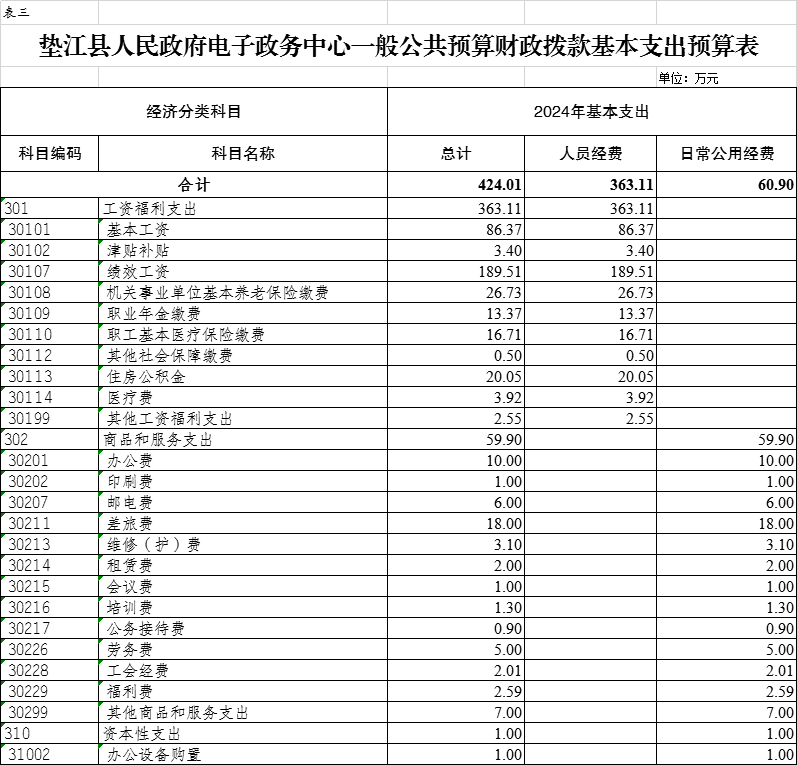 表三
垫江县人民政府电子政务中心一般公共预算财政拨款基本支出预算表
单位：万元
经济分类科目 2024年基本支出
科目编码 科目名称 总计 人员经费 日常公用经费
合计 424.01 363.11 60.90
301 工资福利支出 363.11 363.11
30101 基本工资 86.37 86.37
30102 津贴补贴 3.40 3.40
30107 绩效工资 189.51 189.51
30108 机关事业单位基本养老保险缴费 26.73 26.73
30109 职业年金缴费 13.37 13.37
30110 职工基本医疗保险缴费 16.71 16.71
30112 其他社会保障缴费 0.50 0.50
30113 住房公积金 20.05 20.05
30114 医疗费 3.92 3.92
30199 其他工资福利支出 2.55 2.55
302 商品和服务支出 59.90 59.90
30201 办公费 10.00 10.00
30202 印刷费 1.00 1.00
30207 邮电费 6.00 6.00
30211 差旅费 18.00 18.00
30213 维修（护）费 3.10 3.10
30214 租赁费 2.00 2.00
30215 会议费 1.00 1.00
30216 培训费 1.30 1.30
30217 公务接待费 0.90 0.90
30226 劳务费 5.00 5.00
30228 工会经费 2.01 2.01
30229 福利费 2.59 2.59
30299 其他商品和服务支出 7.00 7.00
310 资本性支出 1.00 1.00
31002 办公设备购置 1.00 1.00